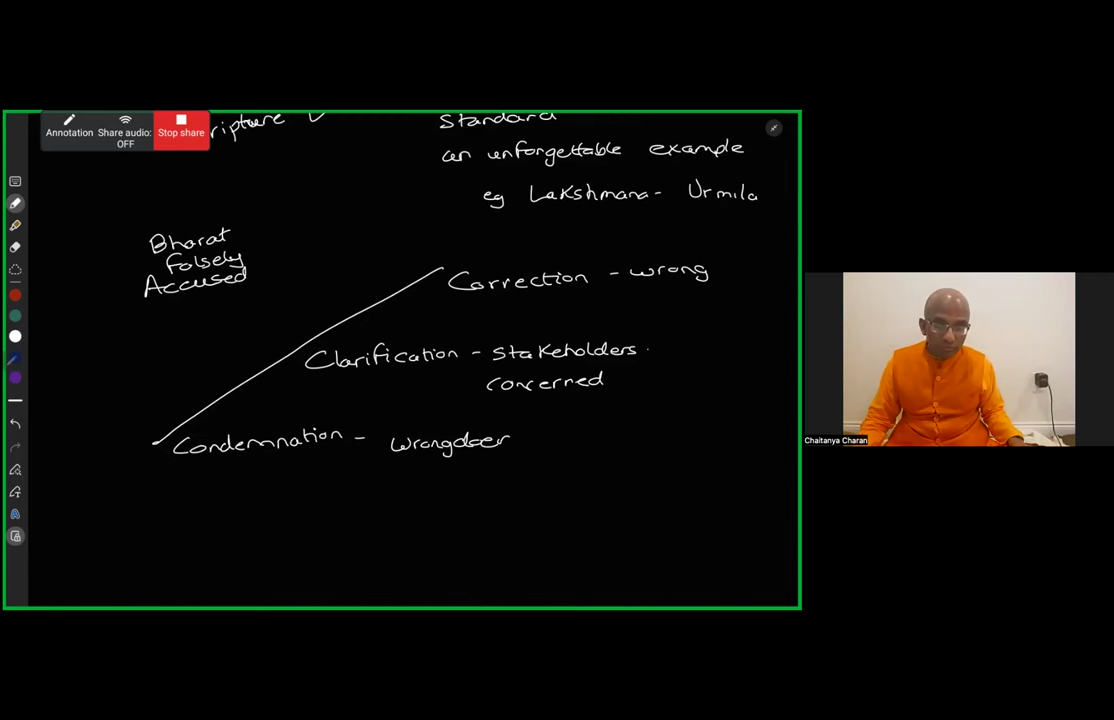 Annotation
Share audio:
OFF
Stop share
ripture
Standard
an unforgettable example
eg Lakshmana - Urmila
Bharat
Falsely
Accused
Correction - wrong
Clarification - stakeholders
concerned
Condemnation - wrongdoer
Chaitanya Charan